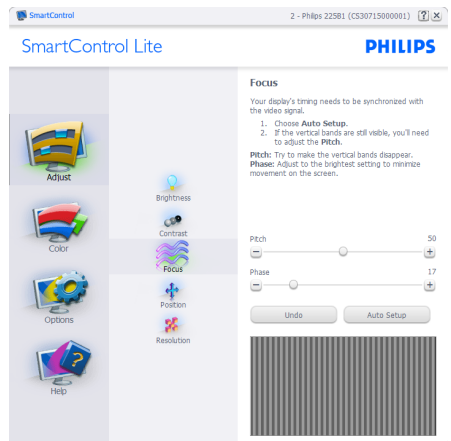 SmartControl
2 - Philips 225B1 (CS30715000001)
?
X
SmartControl Lite
PHILIPS
Adjust
Color
Options
Help
Brightness
Contrast
Focus
Position
Resolution
Focus
Your display's timing needs to be synchronized with
the video signal.
1. Choose Auto Setup.
2. If the vertical bands are still visible, you'll need
to adjust the Pitch.
Pitch: Try to make the vertical bands disappear.
Phase: Adjust to the brightest setting to minimize
movement on the screen.
Pitch 50
− +
Phase 17
− +
Undo Auto Setup